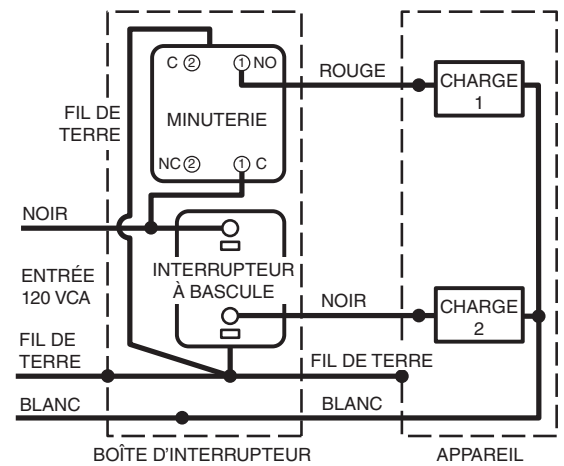 C ②
① NO
ROUGE
CHARGE
1
FIL DE
TERRE
MINUTERIE
NC ②
① C
NOIR
INTERRUPTEUR
À BASCULE
ENTRÉE
120 VCA
NOIR
CHARGE
2
FIL DE
TERRE
FIL DE TERRE
BLANC
BLANC
BOÎTE D'INTERRUPTEUR
APPAREIL